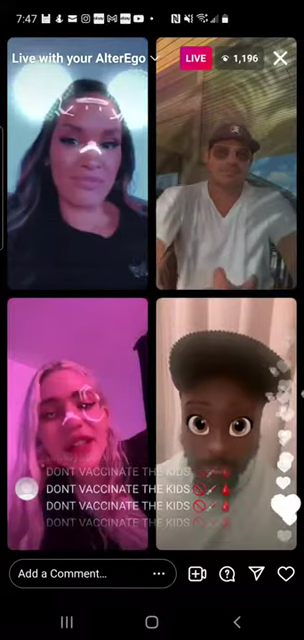 7:47
Live with your AlterEgo
LIVE
1,196
DONT VACCINATE THE KIDS
DONT VACCINATE THE KIDS
DONT VACCINATE THE KIDS
DONT VACCINATE THE KIDS
Add a Comment...